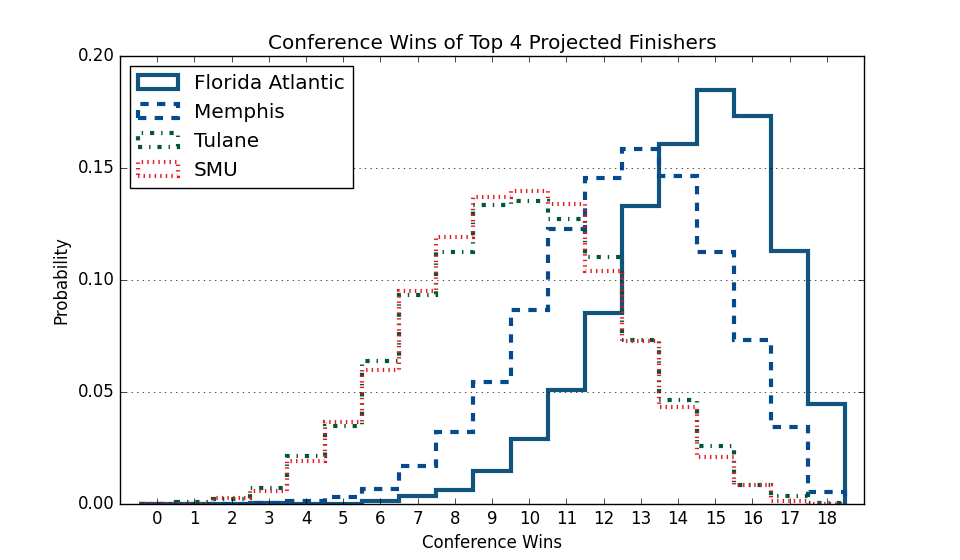 Conference Wins of Top 4 Projected Finishers
0.20
0.15
0.10
0.05
0.00
Probability
Florida Atlantic
Memphis
Tulane
SMU
0 1 2 3 4 5 6 7 8 9 10 11 12 13 14 15 16 17 18
Conference Wins